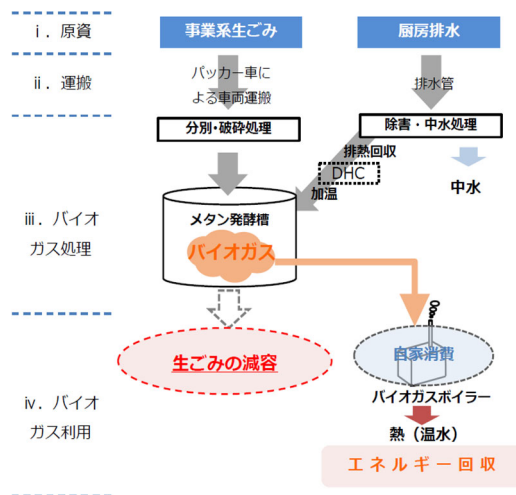 ⅰ．原資
事業系生ごみ
厨房排水
ⅱ．運搬
パッカー車に
よる車両運搬
排水管
分別・破砕処理
除害・中水処理
排熱回収
DHC
加温
中水
ⅲ．バイオ
ガス処理
メタン発酵槽
バイオガス
生ごみの減容
自家消費
バイオガスボイラー
ⅳ．バイオ
ガス利用
熱（温水）
エネルギー回収